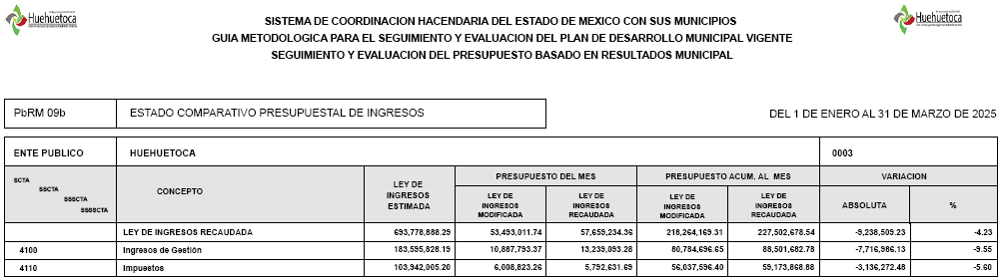 Huehuetoca
Huehuetoca
SISTEMA DE COORDINACION HACENDARIA DEL ESTADO DE MEXICO CON SUS MUNICIPIOS
GUIA METODOLOGICA PARA EL SEGUIMIENTO Y EVALUACION DEL PLAN DE DESARROLLO MUNICIPAL VIGENTE
SEGUIMIENTO Y EVALUACION DEL PRESUPUESTO BASADO EN RESULTADOS MUNICIPAL
PbRM 09b ESTADO COMPARATIVO PRESUPUESTAL DE INGRESOS
DEL 1 DE ENERO AL 31 DE MARZO DE 2025
ENTE PUBLICO HUEHUETOCA 0003
SCTA
SSCTA
SSSCTA
SSSSCTA
CONCEPTO
LEY DE
INGRESOS
ESTIMADA
PRESUPUESTO DEL MES
LEY DE
INGRESOS
MODIFICADA
LEY DE
INGRESOS
RECAUDADA
PRESUPUESTO ACUM. AL MES
LEY DE
INGRESOS
MODIFICADA
LEY DE
INGRESOS
RECAUDADA
VARIACION
ABSOLUTA
%
LEY DE INGRESOS RECAUDADA 693,778,888.29 53,493,011.74 57,659,234.36 218,264,169.31 227,502,678.54 -9,238,509.23 -4.23
4100 Ingresos de Gestión 183,595,828.19 10,887,793.37 13,239,093.28 80,784,696.65 88,501,682.78 -7,716,986.13 -9.55
4110 Impuestos 103,942,005.20 6,008,823.26 5,792,631.69 56,037,596.40 59,173,868.88 -3,136,272.48 -5.60